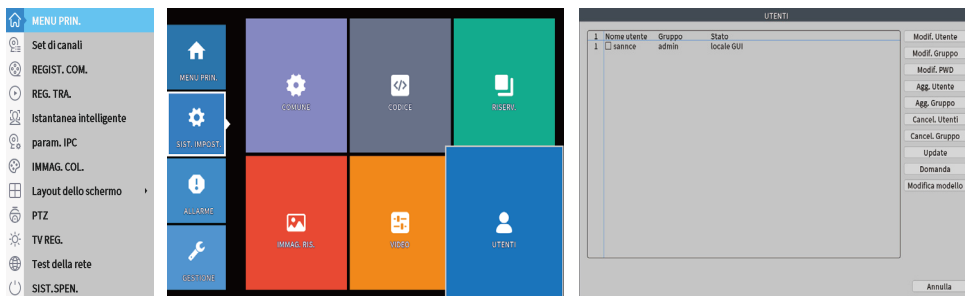 MENU PRIN.
Set di canali
REGIST. COM.
REG. TRA.
Istantanea intelligente
param. IPC
IMMAG. COL.
Layout dello schermo
PTZ
TV REG.
Test della rete
SIST.SPEN.
MENU PRIN.
SIST. IMPOST.
ALLARME
GESTIONE
COMUNE
CODICE
RISERV.
IMMAG. RIS.
VIDEO
UTENTI
UTENTI
1 Nome utente Gruppo Stato
1 sannce admin locale GUI
Modif. Utente
Modif. Gruppo
Modif. PWD
Agg. Utente
Agg. Gruppo
Cancel. Utenti
Cancel. Gruppo
Update
Domanda
Modifica modello
Annulla